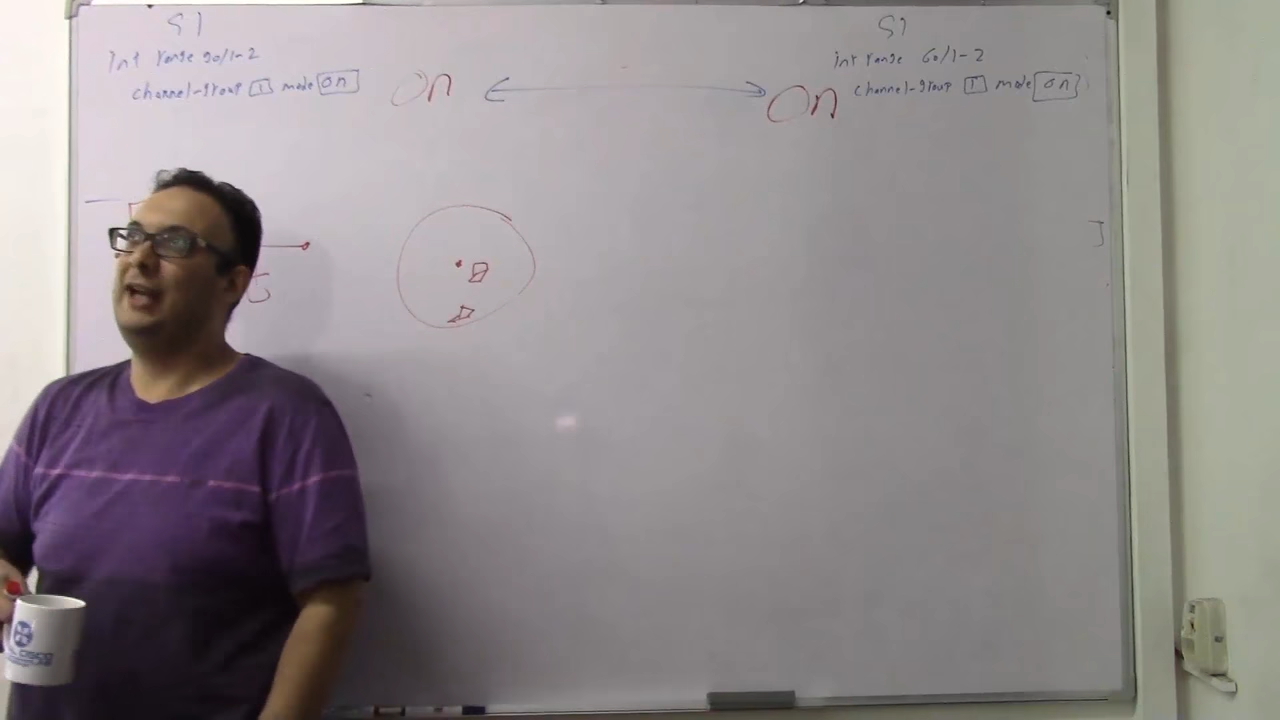 S1
Int range g0/1-2
channel-group 1 mode on
On
S1
int range G0/1-2
channel-group 1 mode on
On